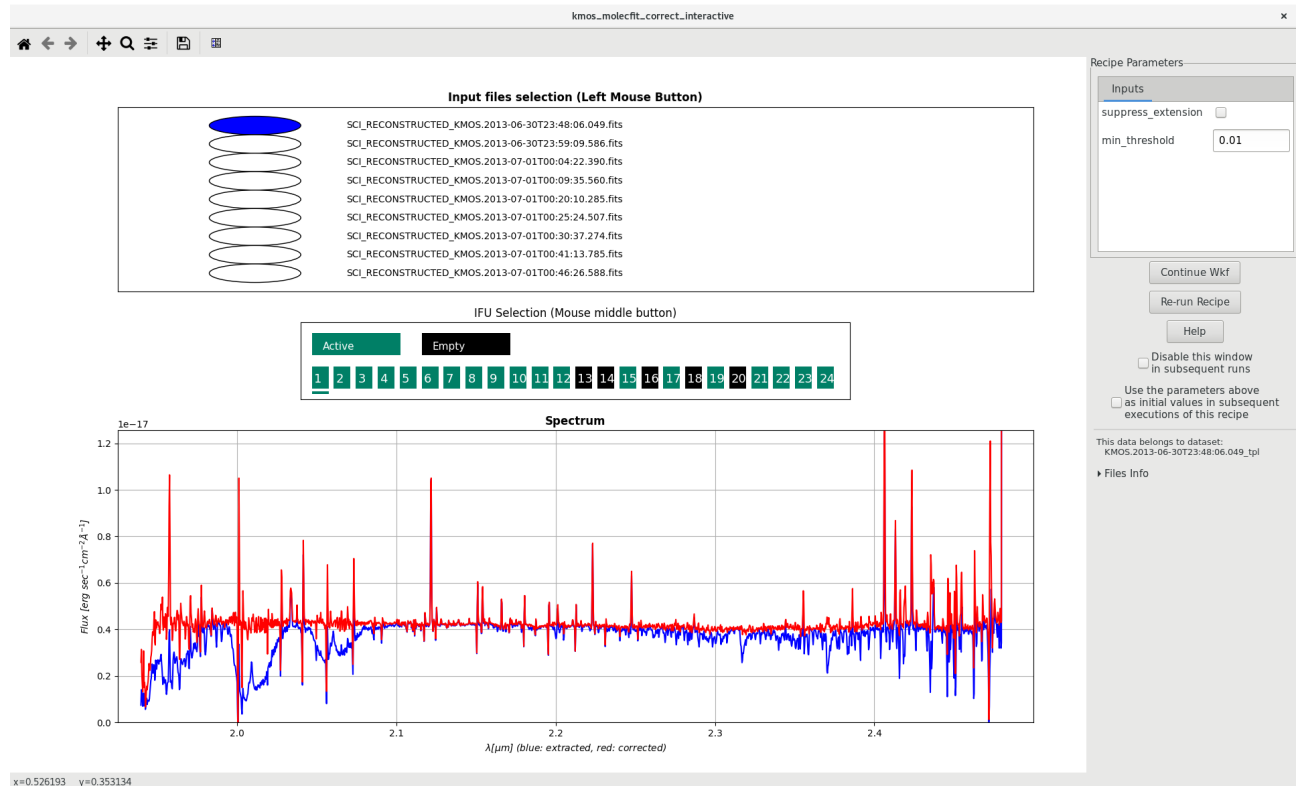 kmos_molecfit_correct_interactive
×
Recipe Parameters
Inputs
suppress_extension
min_threshold 0.01
Continue Wkf
Re-run Recipe
Help
Disable this window
in subsequent runs
Use the parameters above
as initial values in subsequent
executions of this recipe
This data belongs to dataset:
KMOS.2013-06-30T23:48:06.049_tpl
Files Info
Input files selection (Left Mouse Button)
SCI_RECONSTRUCTED_KMOS.2013-06-30T23:48:06.049.fits
SCI_RECONSTRUCTED_KMOS.2013-06-30T23:59:09.586.fits
SCI_RECONSTRUCTED_KMOS.2013-07-01T00:04:22.390.fits
SCI_RECONSTRUCTED_KMOS.2013-07-01T00:09:35.560.fits
SCI_RECONSTRUCTED_KMOS.2013-07-01T00:20:10.285.fits
SCI_RECONSTRUCTED_KMOS.2013-07-01T00:25:24.507.fits
SCI_RECONSTRUCTED_KMOS.2013-07-01T00:30:37.274.fits
SCI_RECONSTRUCTED_KMOS.2013-07-01T00:41:13.785.fits
SCI_RECONSTRUCTED_KMOS.2013-07-01T00:46:26.588.fits
IFU Selection (Mouse middle button)
Active Empty
1 2 3 4 5 6 7 8 9 10 11 12 13 14 15 16 17 18 19 20 21 22 23 24
Spectrum
1e−17
1.2
1.0
0.8
0.6
0.4
0.2
0.0
Flux [erg sec⁻¹cm⁻²Å⁻¹]
2.0 2.1 2.2 2.3 2.4
λ[μm] (blue: extracted, red: corrected)
x=0.526193 y=0.353134